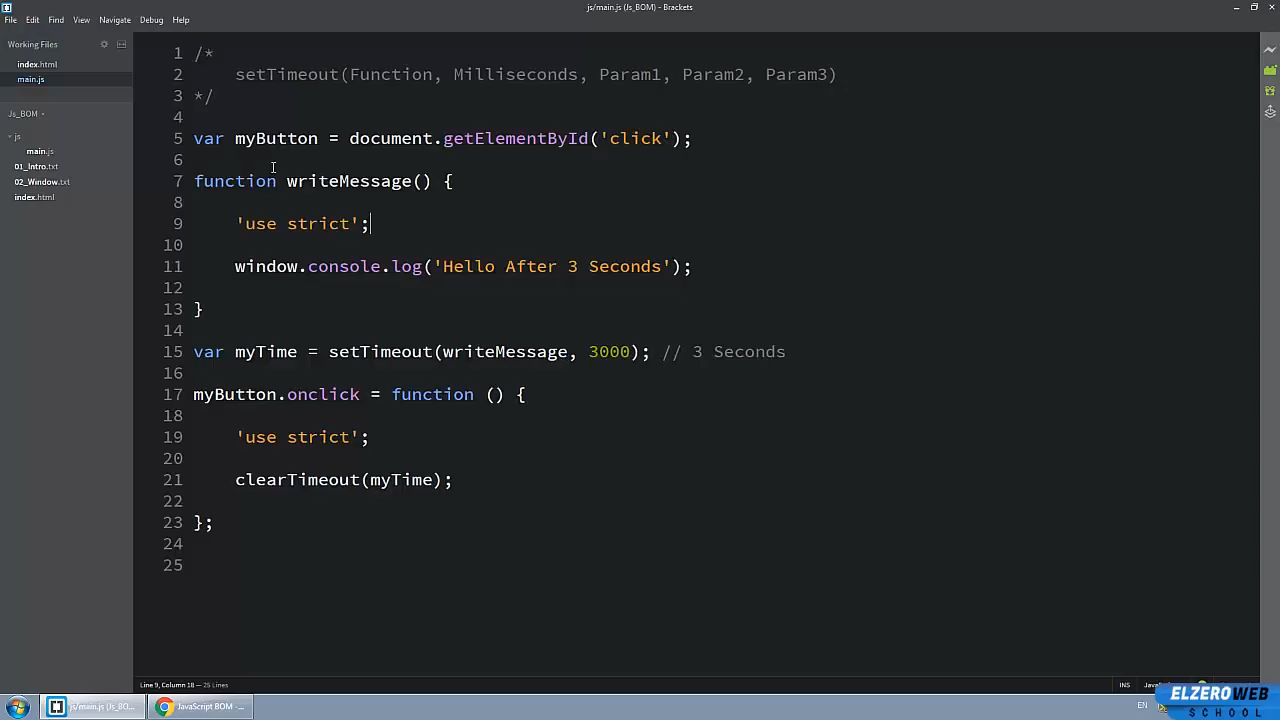 js/main.js (Js_BOM) - Brackets
File Edit Find View Navigate Debug Help
Working Files
index.html
main.js
Js_BOM
js
main.js
01_Intro.txt
02_Window.txt
index.html
1 /*
2 setTimeout(Function, Milliseconds, Param1, Param2, Param3)
3 */
4
5 var myButton = document.getElementById('click');
6
7 function writeMessage() {
8
9 'use strict';
10
11 window.console.log('Hello After 3 Seconds');
12
13 }
14
15 var myTime = setTimeout(writeMessage, 3000); // 3 Seconds
16
17 myButton.onclick = function () {
18
19 'use strict';
20
21 clearTimeout(myTime);
22
23 };
24
25
Line 9, Column 18 — 25 Lines
INS
js/main.js (Js_BO...
JavaScript BOM -...
EN
ELZEROWEB
SCHOOL